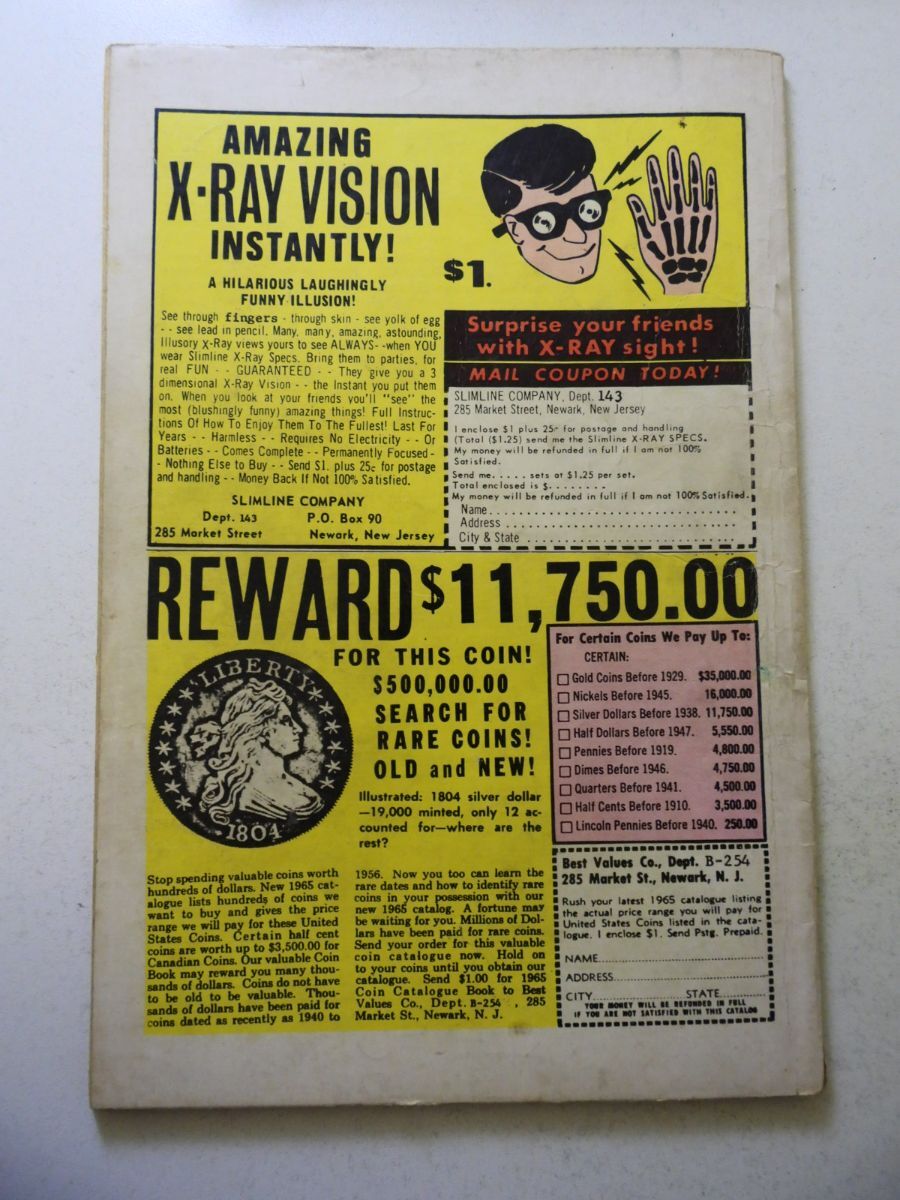 AMAZING
X-RAY VISION
INSTANTLY!
A HILARIOUS LAUGHINGLY
FUNNY ILLUSION!
See through fingers - through skin - see yolk of egg
- - see lead in pencil. Many, many, amazing, astounding,
Illusory X-Ray views yours to see ALWAYS- -when YOU
wear Slimline X-Ray Specs. Bring them to parties, for
real FUN - - GUARANTEED - - They give you a 3
dimensional X-Ray Vision - - the Instant you put them
on. When you look at your friends you'll "see" the
most (blushingly funny) amazing things! Full Instruc-
tions Of How To Enjoy Them To The Fullest! Last For
Years - - Harmless - - Requires No Electricity - - Or
Batteries - - Comes Complete - - Permanently Focused-
- Nothing Else to Buy - - Send $1. plus 25c for postage
and handling - - Money Back If Not 100% Satisfied.
SLIMLINE COMPANY
Dept. 143 P.O. Box 90
285 Market Street Newark, New Jersey
$1.
Surprise your friends
with X-RAY sight!
MAIL COUPON TODAY!
SLIMLINE COMPANY, Dept. 143
285 Market Street, Newark, New Jersey
I enclose $1 plus 25c for postage and handling
(Total ($1.25) send me the Slimline X-RAY SPECS.
My money will be refunded in full if I am not 100%
Satisfied.
Send me. . . . . sets at $1.25 per set.
Total enclosed is $. . . . . . . .
My money will be refunded in full if I am not 100% Satisfied.
Name. . . . . . . . . . . . . . . . . . . . . . . . . . . . . . . . .
Address . . . . . . . . . . . . . . . . . . . . . . . . . . . . . .
City & State . . . . . . . . . . . . . . . . . . . . . . . . . . .
REWARD $11,750.00
LIBERTY
1804
FOR THIS COIN!
$500,000.00
SEARCH FOR
RARE COINS!
OLD and NEW!
Illustrated: 1804 silver dollar
—19,000 minted, only 12 ac-
counted for—where are the
rest?
Stop spending valuable coins worth
hundreds of dollars. New 1965 cat-
alogue lists hundreds of coins we
want to buy and gives the price
range we will pay for these United
States Coins. Certain half cent
coins are worth up to $3,500.00 for
Canadian Coins. Our valuable Coin
Book may reward you many thou-
sands of dollars. Coins do not have
to be old to be valuable. Thou-
sands of dollars have been paid for
coins dated as recently as 1940 to
1956. Now you too can learn the
rare dates and how to identify rare
coins in your possession with our
new 1965 catalog. A fortune may
be waiting for you. Millions of Dol-
lars have been paid for rare coins.
Send your order for this valuable
coin catalogue now. Hold on
to your coins until you obtain our
catalogue. Send $1.00 for 1965
Coin Catalogue Book to Best
Values Co., Dept. B-254 , 285
Market St., Newark, N. J.
For Certain Coins We Pay Up To:
CERTAIN:
Gold Coins Before 1929. $35,000.00
Nickels Before 1945. 16,000.00
Silver Dollars Before 1938. 11,750.00
Half Dollars Before 1947. 5,550.00
Pennies Before 1919. 4,800.00
Dimes Before 1946. 4,750.00
Quarters Before 1941. 4,500.00
Half Cents Before 1910. 3,500.00
Lincoln Pennies Before 1940. 250.00
Best Values Co., Dept. B-254
285 Market St., Newark, N. J.
Rush your latest 1965 catalogue listing
the actual price range you will pay for
United States Coins listed in the cata-
logue. I enclose $1. Send Pstg. Prepaid.
NAME..........................................
ADDRESS.....................................
CITY.....................STATE............
YOUR MONEY WILL BE REFUNDED IN FULL
IF YOU ARE NOT SATISFIED WITH THIS CATALOG